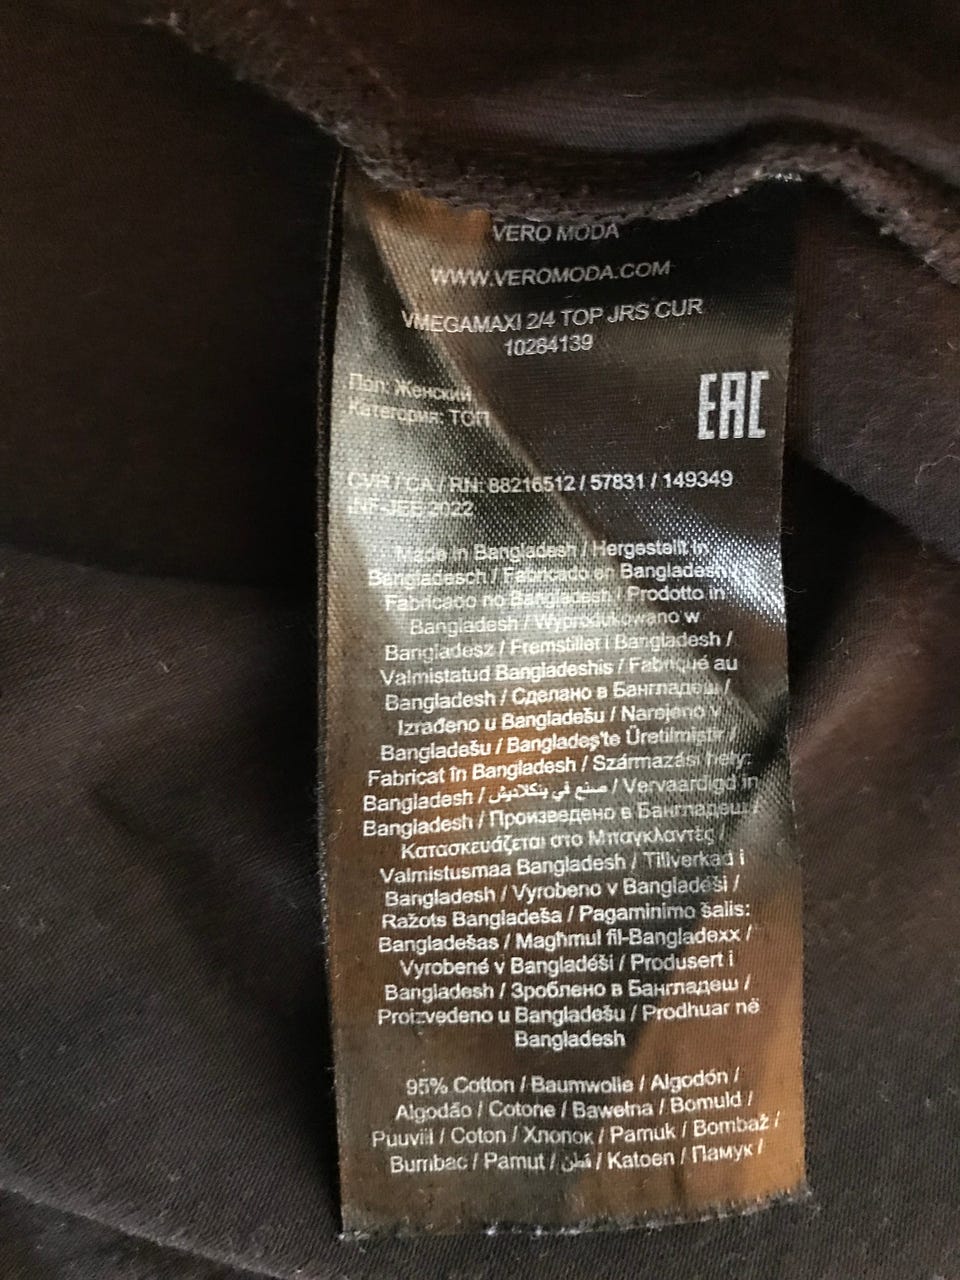 VERO MODA
WWW.VEROMODA.COM
VMEGAMAXI 2/4 TOP JRS CUR
10284139
Пол: Женский
Категория: ТОП
EAC
CVR / CA / RN: 88216512 / 57831 / 149349
INF-JEE 2022
Made in Bangladesh / Hergestellt in
Bangladesch / Fabricado en Bangladesh /
Fabricado no Bangladesh / Prodotto in
Bangladesh / Wyprodukowano w
Bangladesz / Fremstillet i Bangladesh /
Valmistatud Bangladeshis / Fabriqué au
Bangladesh / Сделано в Бангладеш /
Izrađeno u Bangladešu / Narejeno v
Bangladešu / Bangladeş'te Üretilmiştir /
Fabricat în Bangladesh / Származási hely:
Bangladesh / صنع في بنكلاديش / Vervaardigd in
Bangladesh / Произведено в Бангладеш /
Κατασκευάζεται στο Μπαγκλαντές /
Valmistusmaa Bangladesh / Tillverkad i
Bangladesh / Vyrobeno v Bangladéši /
Ražots Bangladeša / Pagaminimo šalis:
Bangladešas / Magħmul fil-Bangladexx /
Vyrobené v Bangladéši / Produsert i
Bangladesh / Зроблено в Бангладеш /
Proizvedeno u Bangladešu / Prodhuar në
Bangladesh
95% Cotton / Baumwolle / Algodón /
Algodão / Cotone / Bawełna / Bomuld /
Puuvill / Coton / Хлопок / Pamuk / Bombaž /
Bumbac / Pamut / قطن / Katoen / Памук /